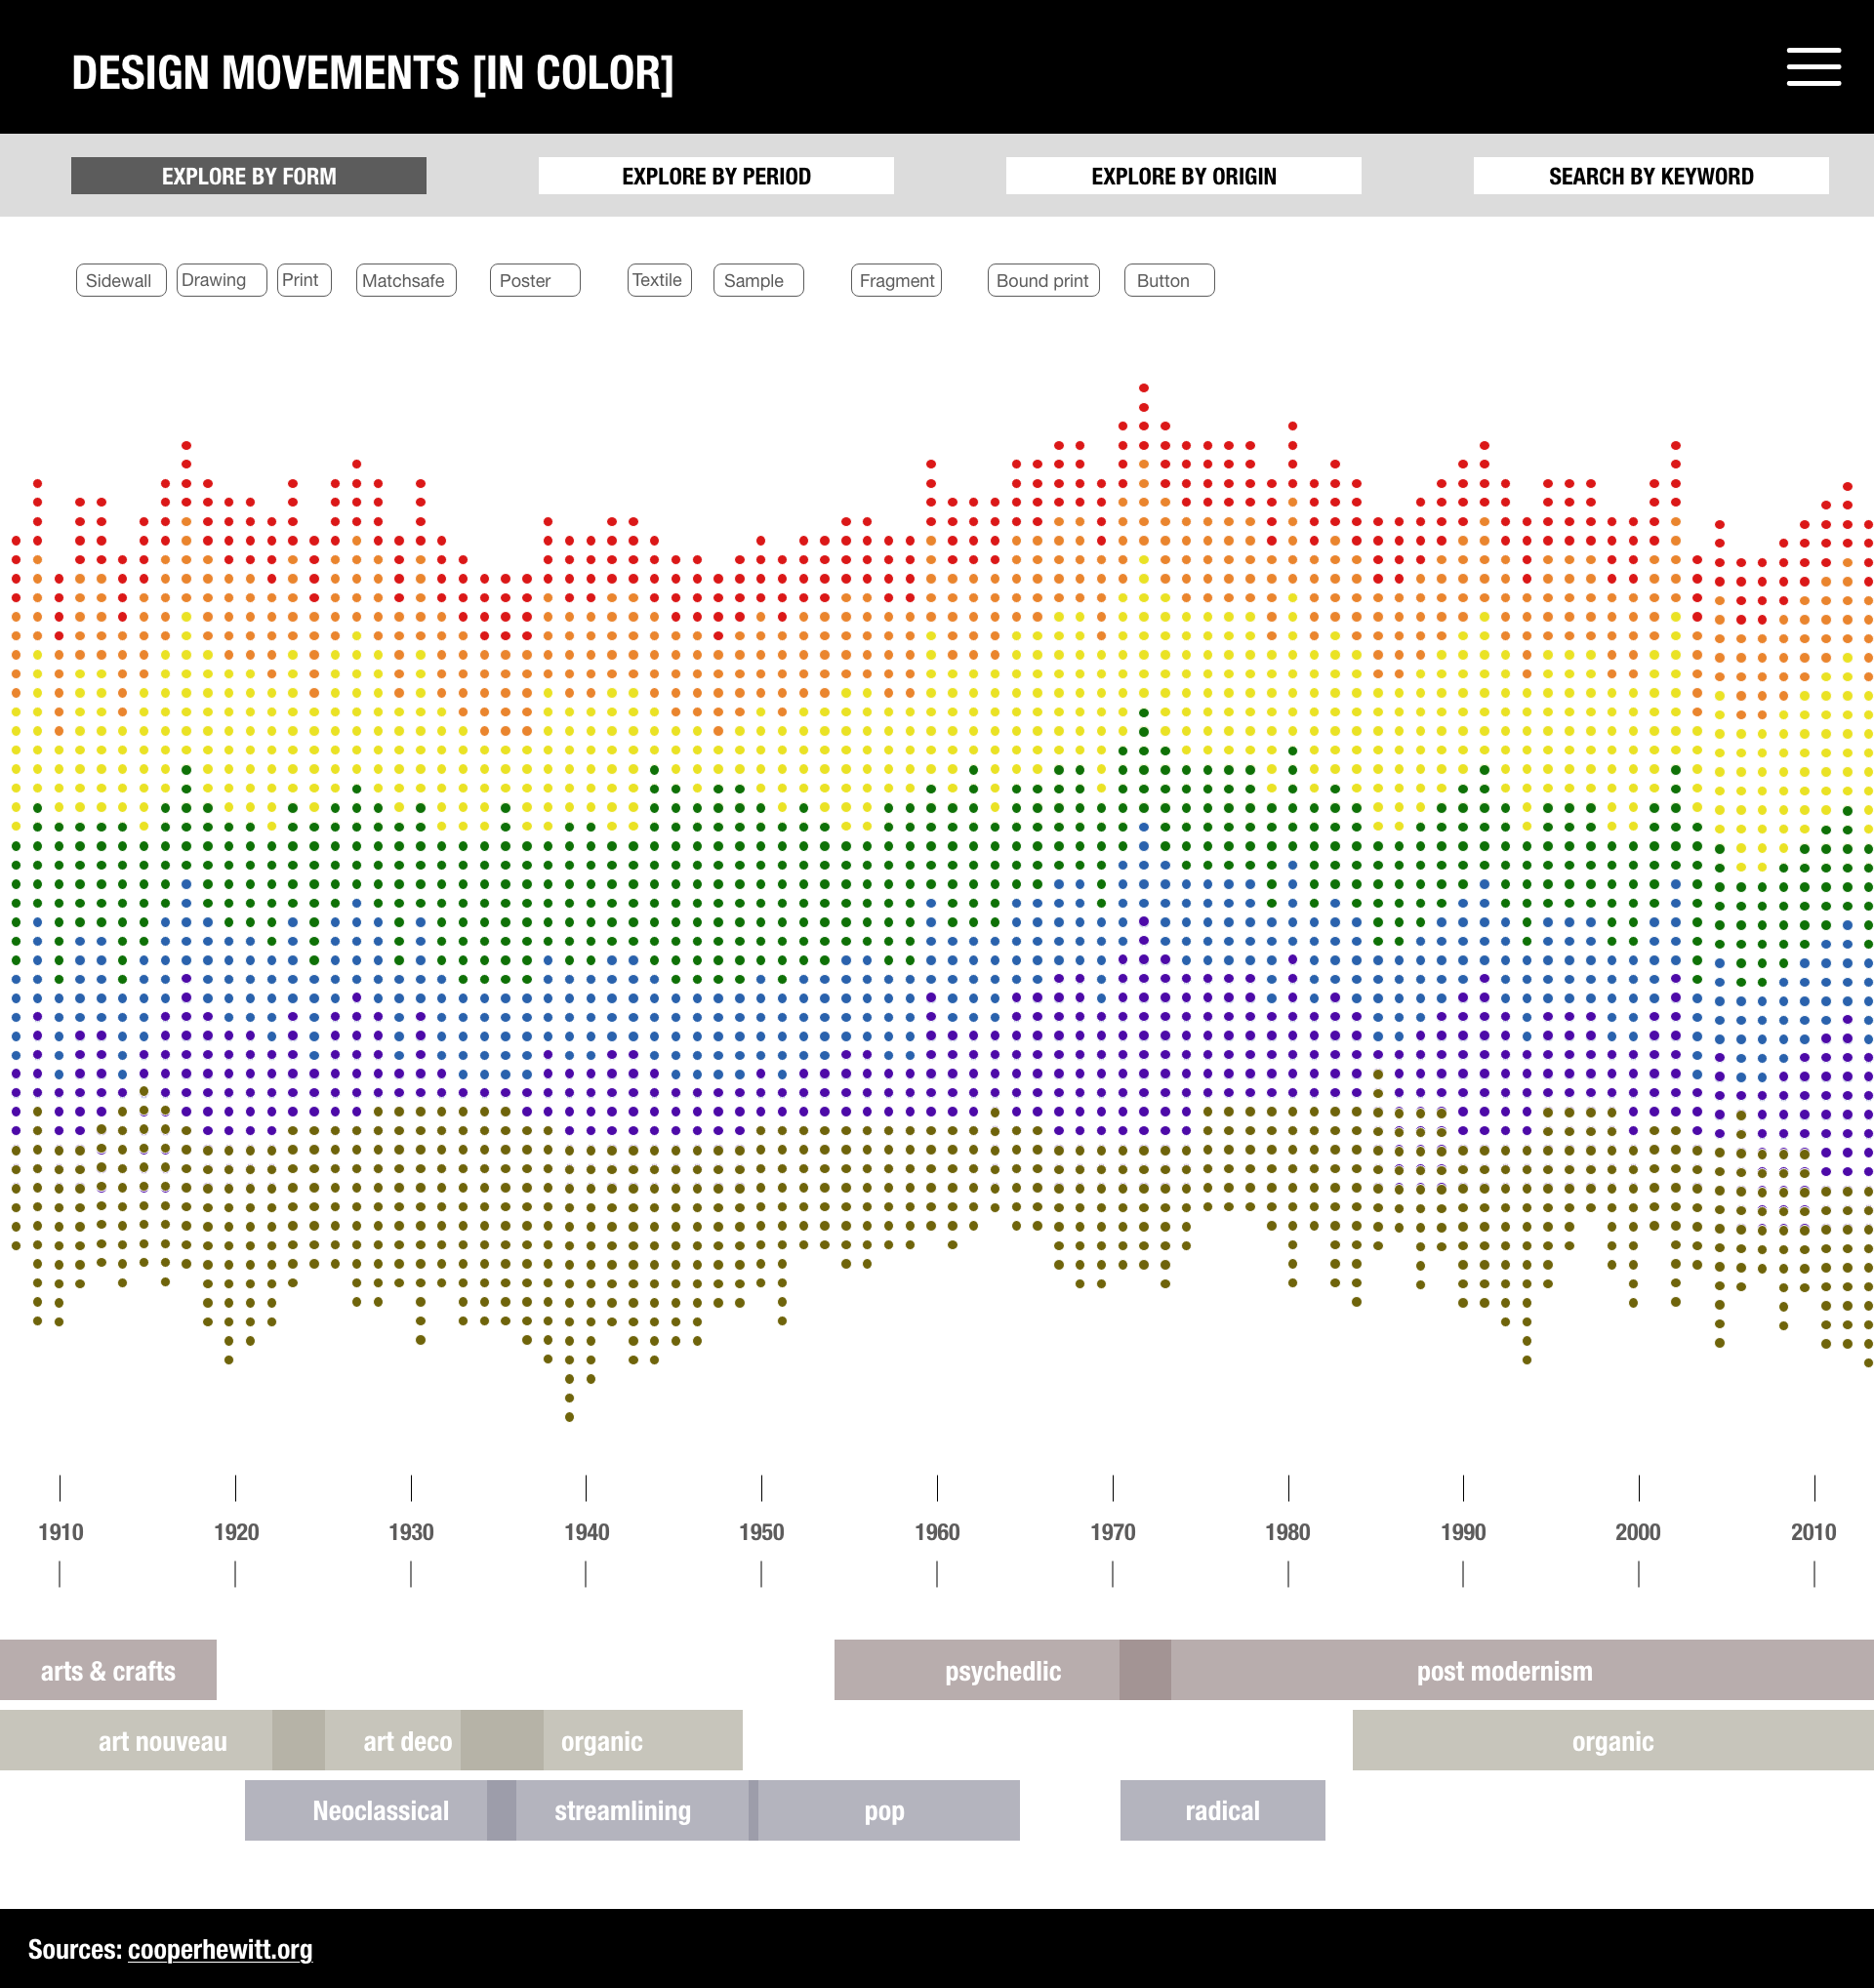 DESIGN MOVEMENTS [IN COLOR]
EXPLORE BY FORM EXPLORE BY PERIOD EXPLORE BY ORIGIN SEARCH BY KEYWORD
Sidewall Drawing Print Matchsafe Poster Textile Sample Fragment Bound print Button
1910 1920 1930 1940 1950 1960 1970 1980 1990 2000 2010
arts & crafts psychedlic post modernism
art nouveau art deco organic organic
Neoclassical streamlining pop radical
Sources: cooperhewitt.org